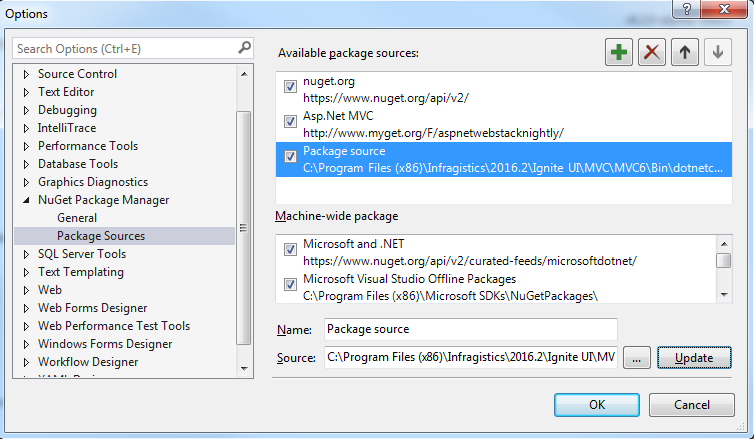 Options
Search Options (Ctrl+E)
Source Control
Text Editor
Debugging
IntelliTrace
Performance Tools
Database Tools
Graphics Diagnostics
NuGet Package Manager
General
Package Sources
SQL Server Tools
Text Templating
Web
Web Forms Designer
Web Performance Test Tools
Windows Forms Designer
Workflow Designer
Available package sources:
nuget.org
https://www.nuget.org/api/v2/
Asp.Net MVC
http://www.myget.org/F/aspnetwebstacknightly/
Package source
C:\Program Files (x86)\Infragistics\2016.2\Ignite UI\MVC\MVC6\Bin\dotnetc...
Machine-wide package
Microsoft and .NET
https://www.nuget.org/api/v2/curated-feeds/microsoftdotnet/
Microsoft Visual Studio Offline Packages
C:\Program Files (x86)\Microsoft SDKs\NuGetPackages\
Name: Package source
Source: C:\Program Files (x86)\Infragistics\2016.2\Ignite UI\MV
...
Update
OK
Cancel